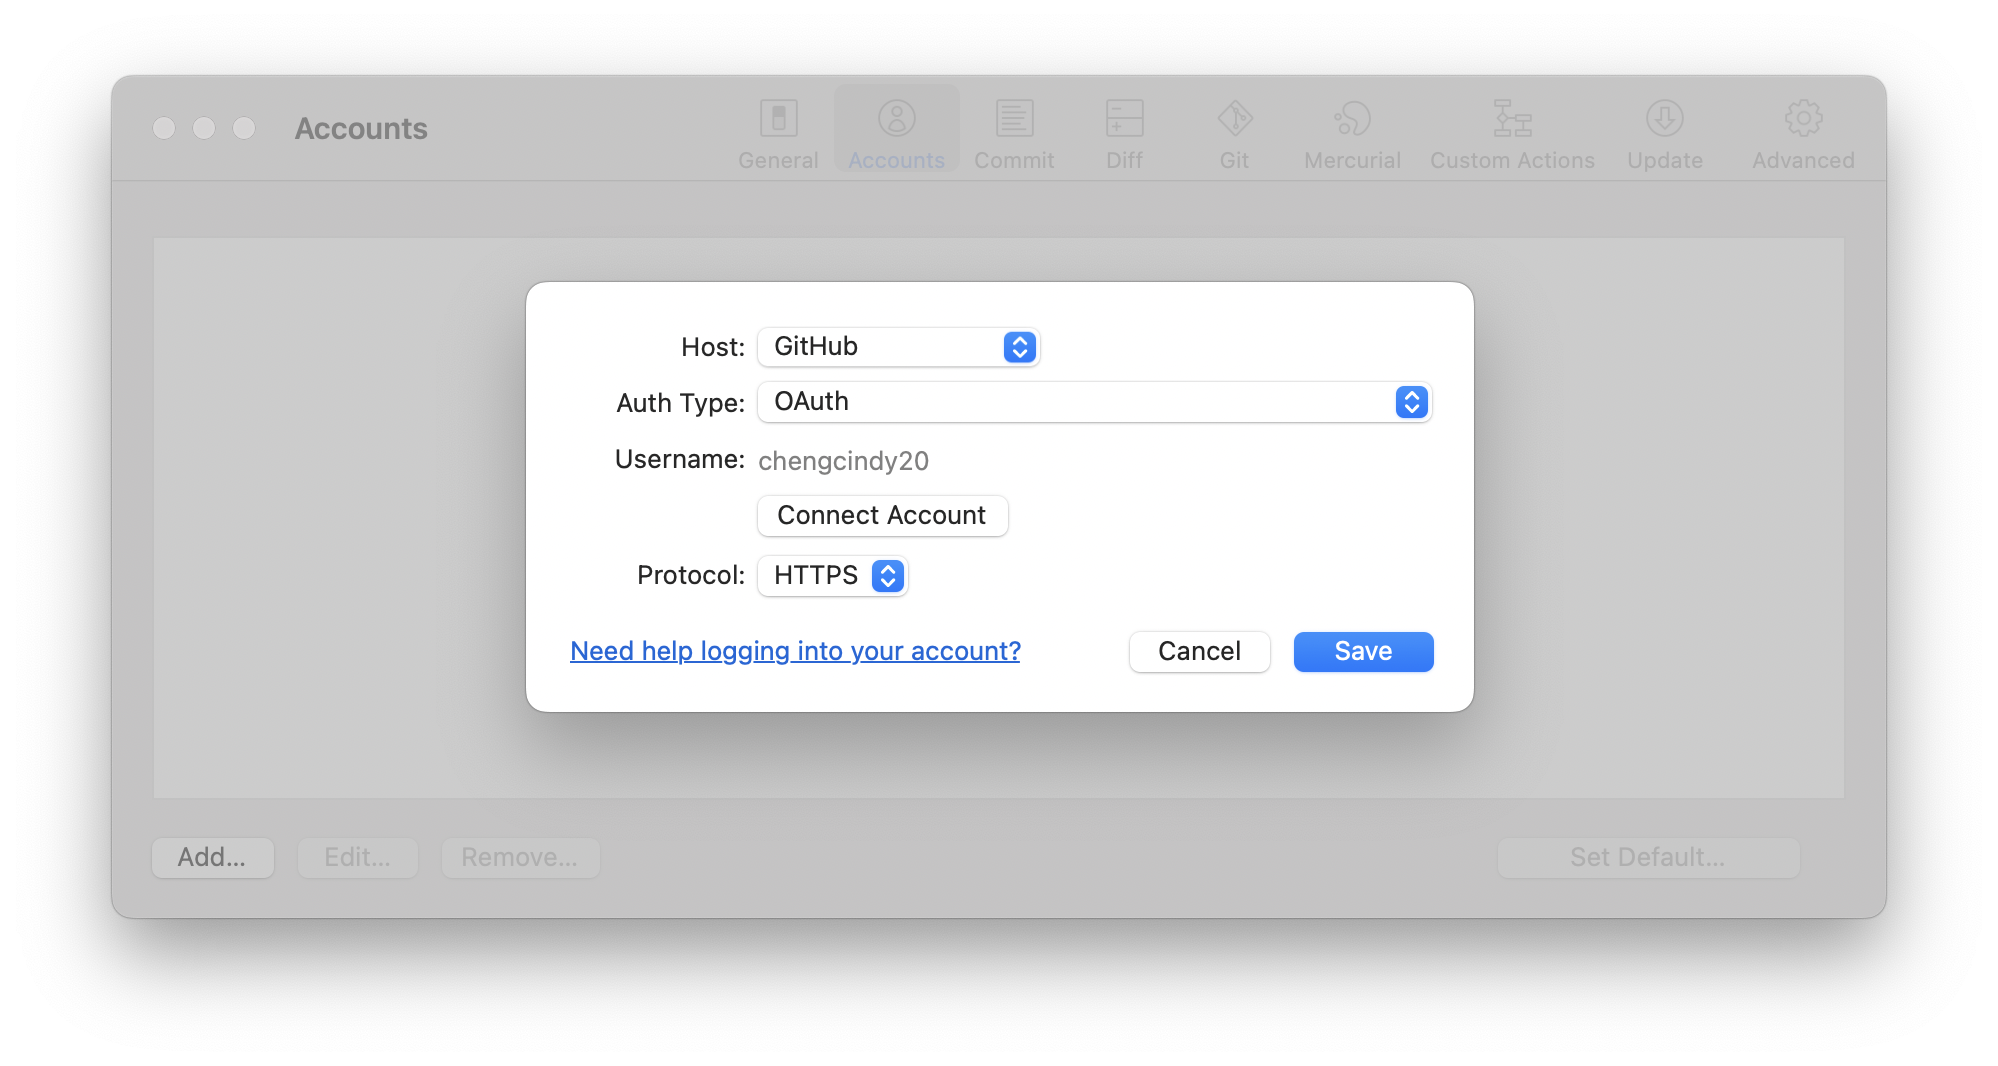 Accounts
General Accounts Commit Diff Git Mercurial Custom Actions Update Advanced
Host: GitHub
Auth Type: OAuth
Username: chengcindy20
Connect Account
Protocol: HTTPS
Need help logging into your account? Cancel Save
Add... Edit... Remove... Set Default...